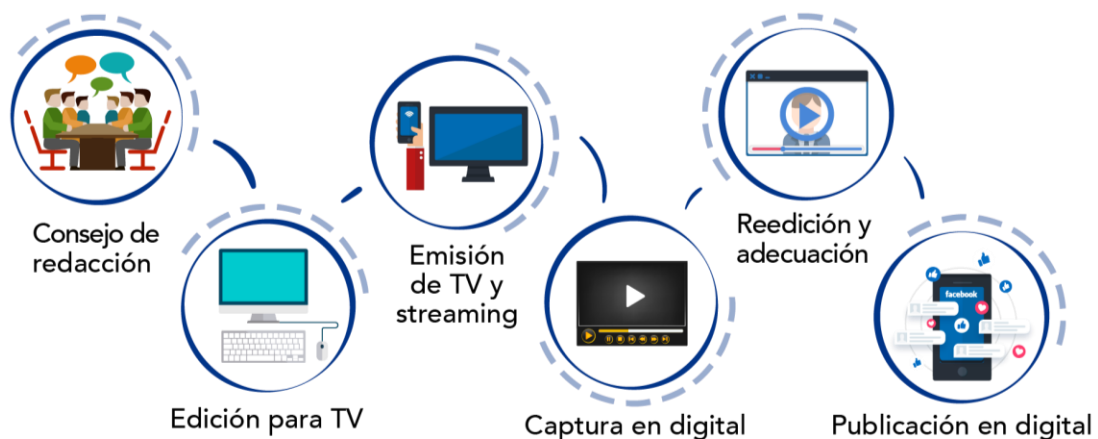 Consejo de
redacción
Edición para TV
Emisión
de TV y
streaming
Captura en digital
Reedición y
adecuación
facebook
Publicación en digital